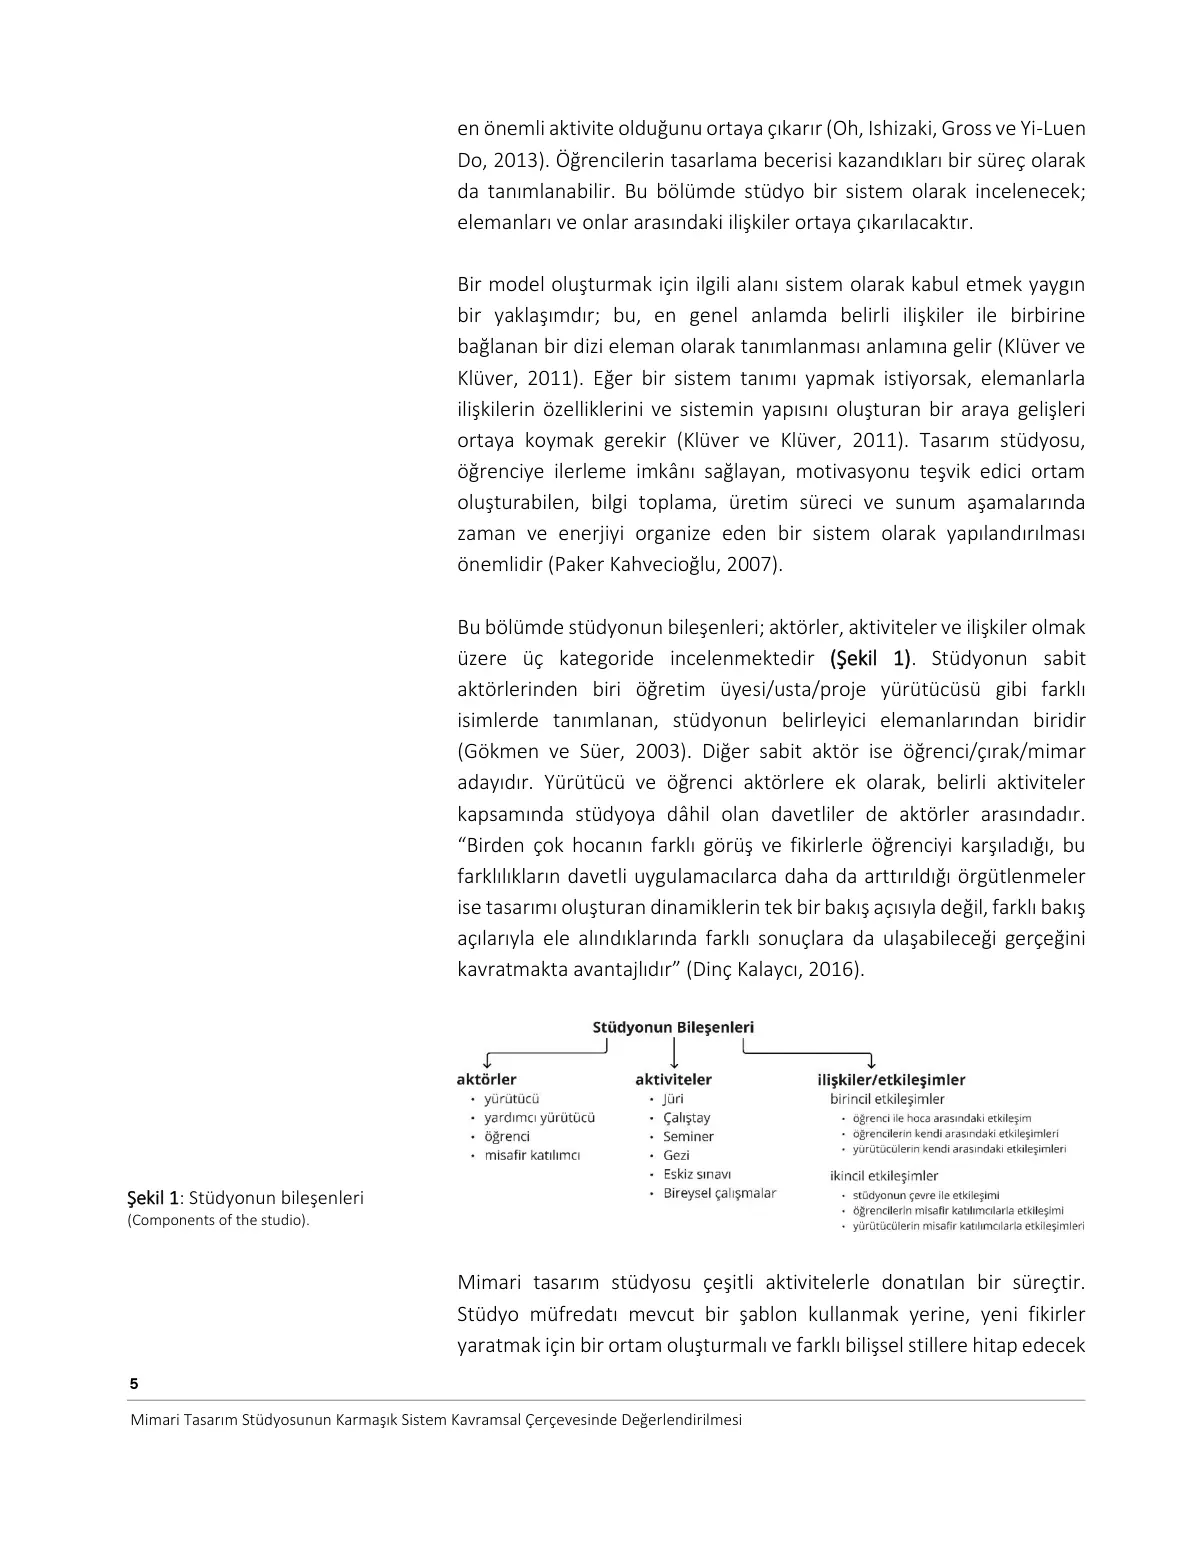 en önemli aktivite olduğunu ortaya çıkarır (Oh, Ishizaki, Gross ve Yi-Luen
Do, 2013). Öğrencilerin tasarlama becerisi kazandıkları bir süreç olarak
da tanımlanabilir. Bu bölümde stüdyo bir sistem olarak incelenecek;
elemanları ve onlar arasındaki ilişkiler ortaya çıkarılacaktır.
Bir model oluşturmak için ilgili alanı sistem olarak kabul etmek yaygın
bir yaklaşımdır; bu, en genel anlamda belirli ilişkiler ile birbirine
bağlanan bir dizi eleman olarak tanımlanması anlamına gelir (Klüver ve
Klüver, 2011). Eğer bir sistem tanımı yapmak istiyorsak, elemanlarla
ilişkilerin özelliklerini ve sistemin yapısını oluşturan bir araya gelişleri
ortaya koymak gerekir (Klüver ve Klüver, 2011). Tasarım stüdyosu,
öğrenciye ilerleme imkânı sağlayan, motivasyonu teşvik edici ortam
oluşturabilen, bilgi toplama, üretim süreci ve sunum aşamalarında
zaman ve enerjiyi organize eden bir sistem olarak yapılandırılması
önemlidir (Paker Kahvecioğlu, 2007).
Bu bölümde stüdyonun bileşenleri; aktörler, aktiviteler ve ilişkiler olmak
üzere üç kategoride incelenmektedir (Şekil 1). Stüdyonun sabit
aktörlerinden biri öğretim üyesi/usta/proje yürütücüsü gibi farklı
isimlerde tanımlanan, stüdyonun belirleyici elemanlarından biridir
(Gökmen ve Süer, 2003). Diğer sabit aktör ise öğrenci/çırak/mimar
adayıdır. Yürütücü ve öğrenci aktörlere ek olarak, belirli aktiviteler
kapsamında stüdyoya dâhil olan davetliler de aktörler arasındadır.
“Birden çok hocanın farklı görüş ve fikirlerle öğrenciyi karşıladığı, bu
farklılıkların davetli uygulamacılarca daha da arttırıldığı örgütlenmeler
ise tasarımı oluşturan dinamiklerin tek bir bakış açısıyla değil, farklı bakış
açılarıyla ele alındıklarında farklı sonuçlara da ulaşabileceği gerçeğini
kavratmakta avantajlıdır” (Dinç Kalaycı, 2016).
Stüdyonun Bileşenleri
aktörler
• yürütücü
• yardımcı yürütücü
• öğrenci
• misafir katılımcı
aktiviteler
• Jüri
• Çalıştay
• Seminer
• Gezi
• Eskiz sınavı
• Bireysel çalışmalar
ilişkiler/etkileşimler
birincil etkileşimler
• öğrenci ile hoca arasındaki etkileşim
• öğrencilerin kendi arasındaki etkileşimleri
• yürütücülerin kendi arasındaki etkileşimleri
ikincil etkileşimler
• stüdyonun çevre ile etkileşimi
• öğrencilerin misafir katılımcılarla etkileşimi
• yürütücülerin misafir katılımcılarla etkileşimleri
Şekil 1: Stüdyonun bileşenleri
(Components of the studio).
Mimari tasarım stüdyosu çeşitli aktivitelerle donatılan bir süreçtir.
Stüdyo müfredatı mevcut bir şablon kullanmak yerine, yeni fikirler
yaratmak için bir ortam oluşturmalı ve farklı bilişsel stillere hitap edecek
5
Mimari Tasarım Stüdyosunun Karmaşık Sistem Kavramsal Çerçevesinde Değerlendirilmesi